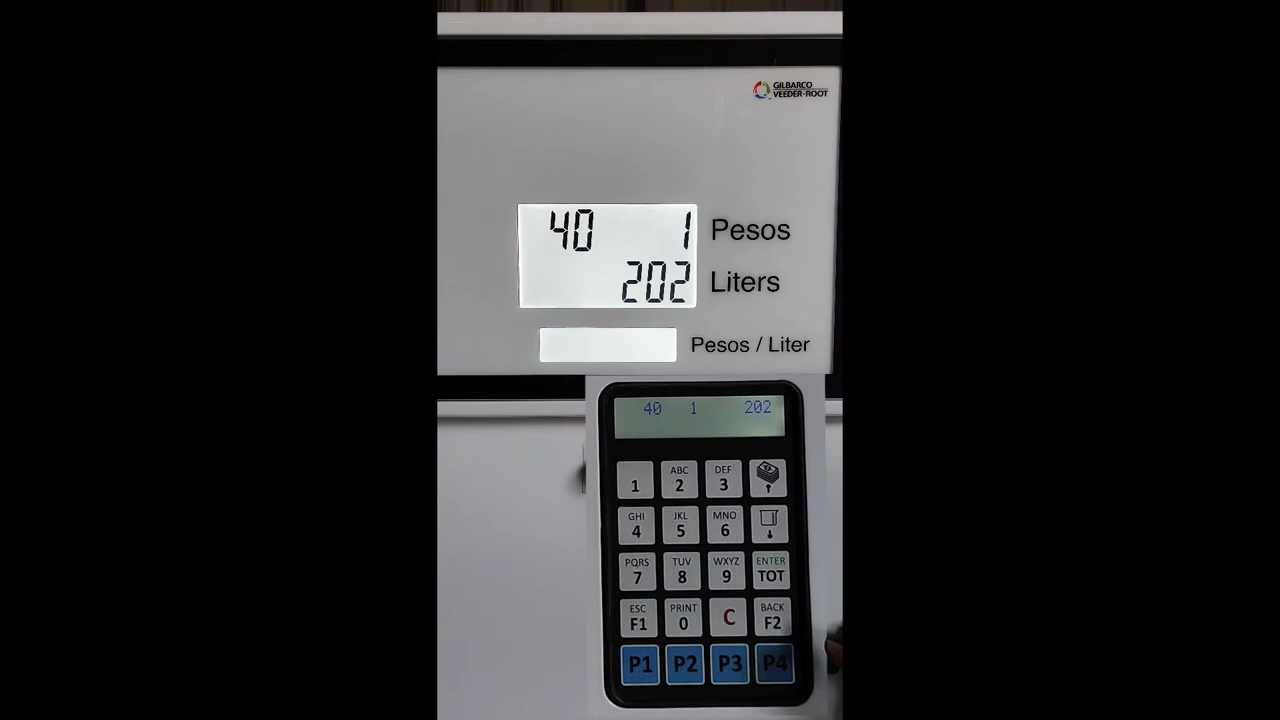 GILBARCO
VEEDER-ROOT
40 1 Pesos
202 Liters
Pesos / Liter
40 1 202
1 ABC 2 DEF 3
GHI 4 JKL 5 MNO 6
PQRS 7 TUV 8 WXYZ 9 ENTER TOT
ESC F1 PRINT 0 C BACK F2
P1 P2 P3 P4